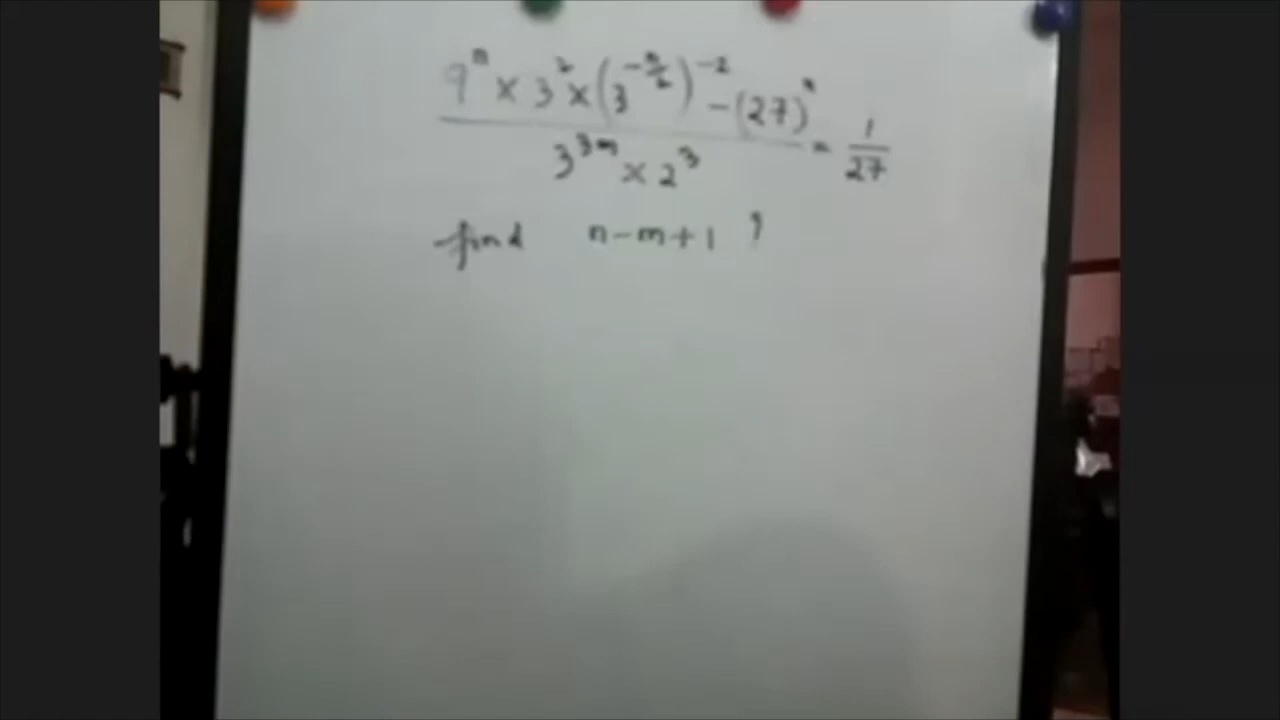 9ⁿ × 3² × (3^(-n/2))⁻² - (27)ⁿ / 3^(3m) × 2³ = 1/27
find n-m+1 ?